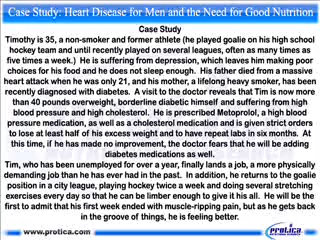 Case Study: Heart Disease for Men and the Need for Good Nutrition
Case Study
Timothy is 35, a non-smoker and former athlete (he played goalie on his high school
hockey team and until recently played on several leagues, often as many times as
five times a week.)  He is suffering from depression, which leaves him making poor
choices for his food and he does not sleep enough.  His father died from a massive
heart attack when he was only 21, and his mother, a lifelong heavy smoker, has been
recently diagnosed with diabetes.  A visit to the doctor reveals that Tim is now more
than 40 pounds overweight, borderline diabetic himself and suffering from high
blood pressure and high cholesterol.  He is prescribed Metoprolol, a high blood
pressure medication, as well as a cholesterol medication and is given strict orders
to lose at least half of his excess weight and to have repeat labs in six months.  At
this time, if he has made no improvement, the doctor fears that he will be adding
diabetes medications as well.
Tim, who has been unemployed for over a year, finally lands a job, a more physically
demanding job than he has ever had in the past.  In addition, he returns to the goalie
position in a city league, playing hockey twice a week and doing several stretching
exercises every day so that he can be limber enough to give it his all.  He will be the
first to admit that his first week ended with muscle-ripping pain, but as he gets back
in the groove of things, he is feeling better.
www.protica.com
protica